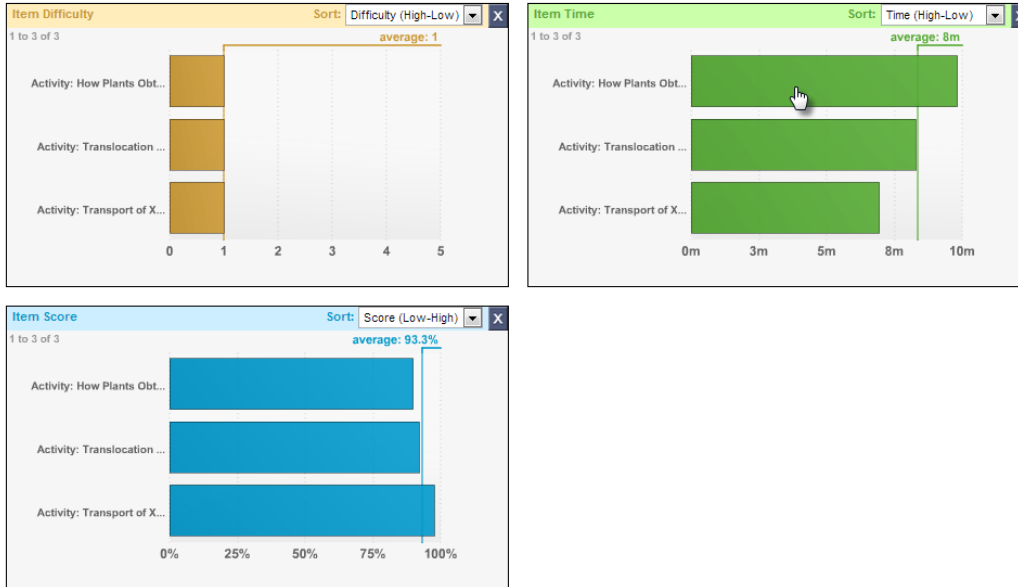 Item Difficulty Sort: Difficulty (High-Low) X
1 to 3 of 3 average: 1
Activity: How Plants Obt...
Activity: Translocation ...
Activity: Transport of X...
0 1 2 3 4 5
Item Time Sort: Time (High-Low) X
1 to 3 of 3 average: 8m
Activity: How Plants Obt...
Activity: Translocation ...
Activity: Transport of X...
0m 3m 5m 8m 10m
Item Score Sort: Score (Low-High) X
1 to 3 of 3 average: 93.3%
Activity: How Plants Obt...
Activity: Translocation ...
Activity: Transport of X...
0% 25% 50% 75% 100%